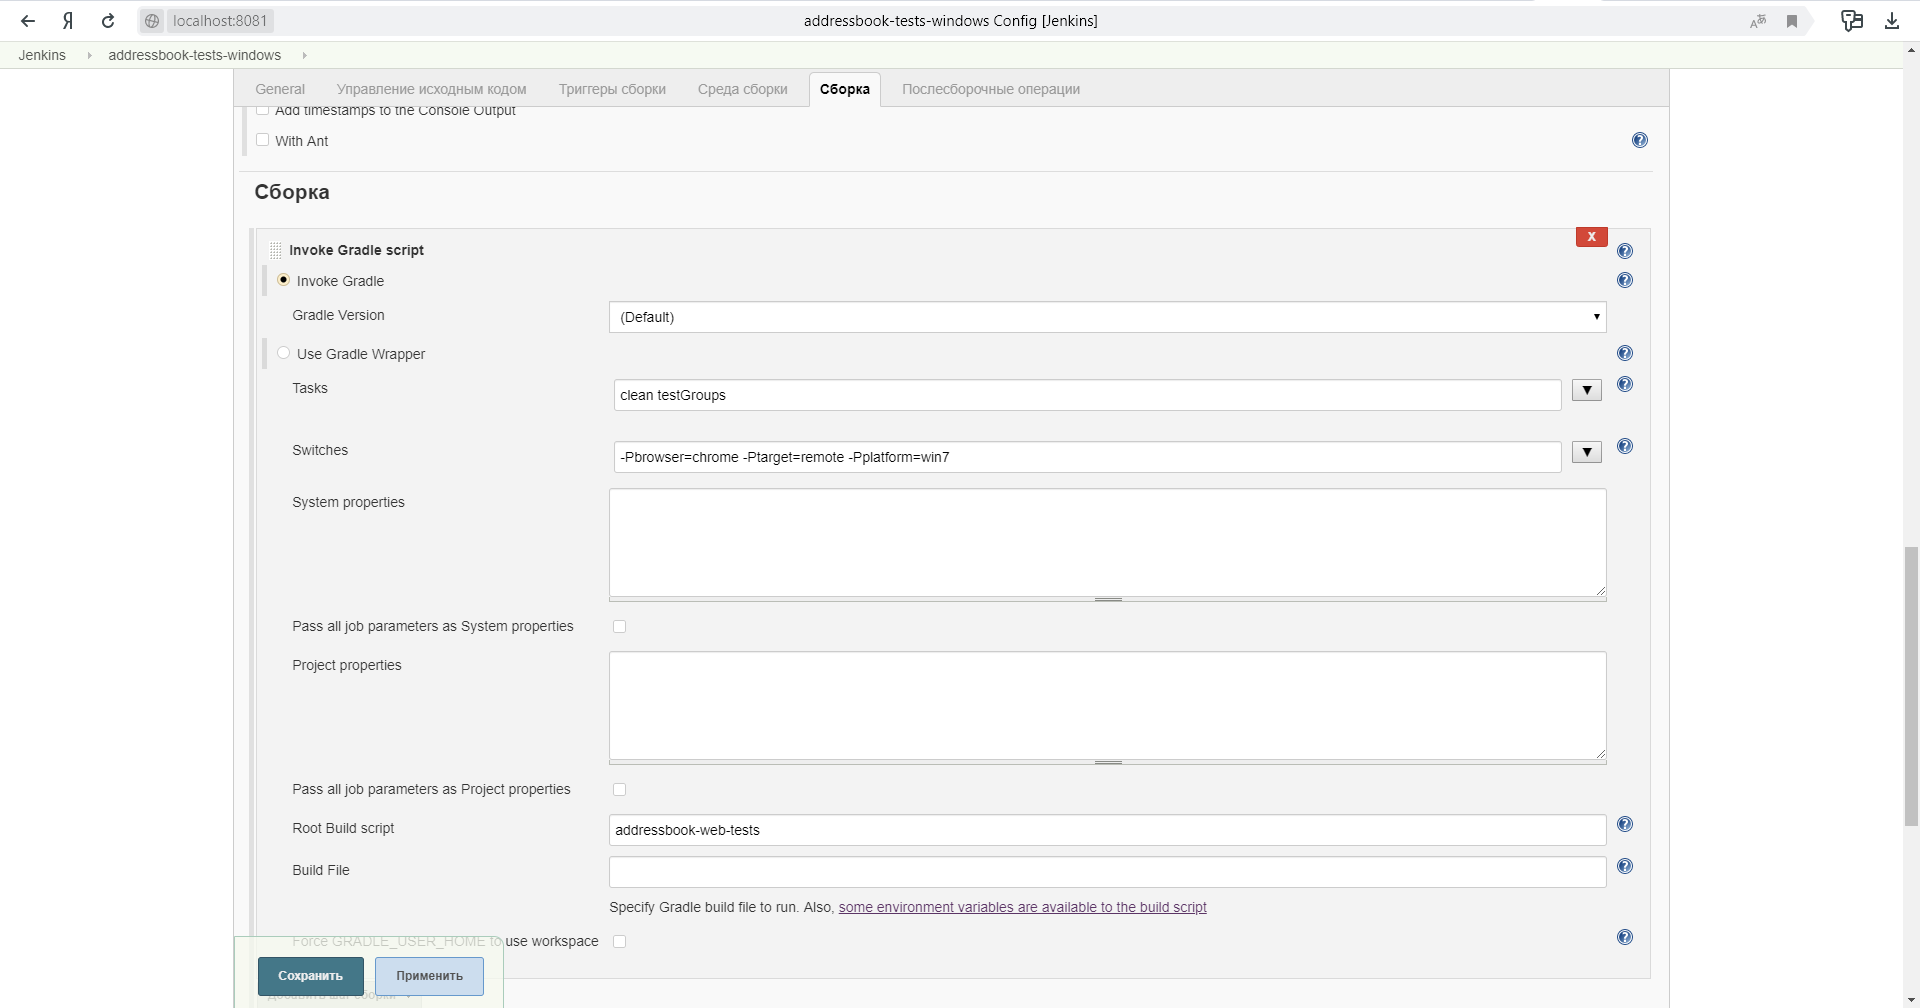 Я
localhost:8081
addressbook-tests-windows Config [Jenkins]
Jenkins
addressbook-tests-windows
General
Управление исходным кодом
Триггеры сборки
Среда сборки
Сборка
Послесборочные операции
Add timestamps to the Console Output
With Ant
Сборка
Invoke Gradle script
X
Invoke Gradle
Gradle Version
(Default)
Use Gradle Wrapper
Tasks
clean testGroups
Switches
-Pbrowser=chrome -Ptarget=remote -Pplatform=win7
System properties
Pass all job parameters as System properties
Project properties
Pass all job parameters as Project properties
Root Build script
addressbook-web-tests
Build File
Specify Gradle build file to run. Also, some environment variables are available to the build script
Force GRADLE_USER_HOME to use workspace
Сохранить
Применить
Добавить шаг сборки